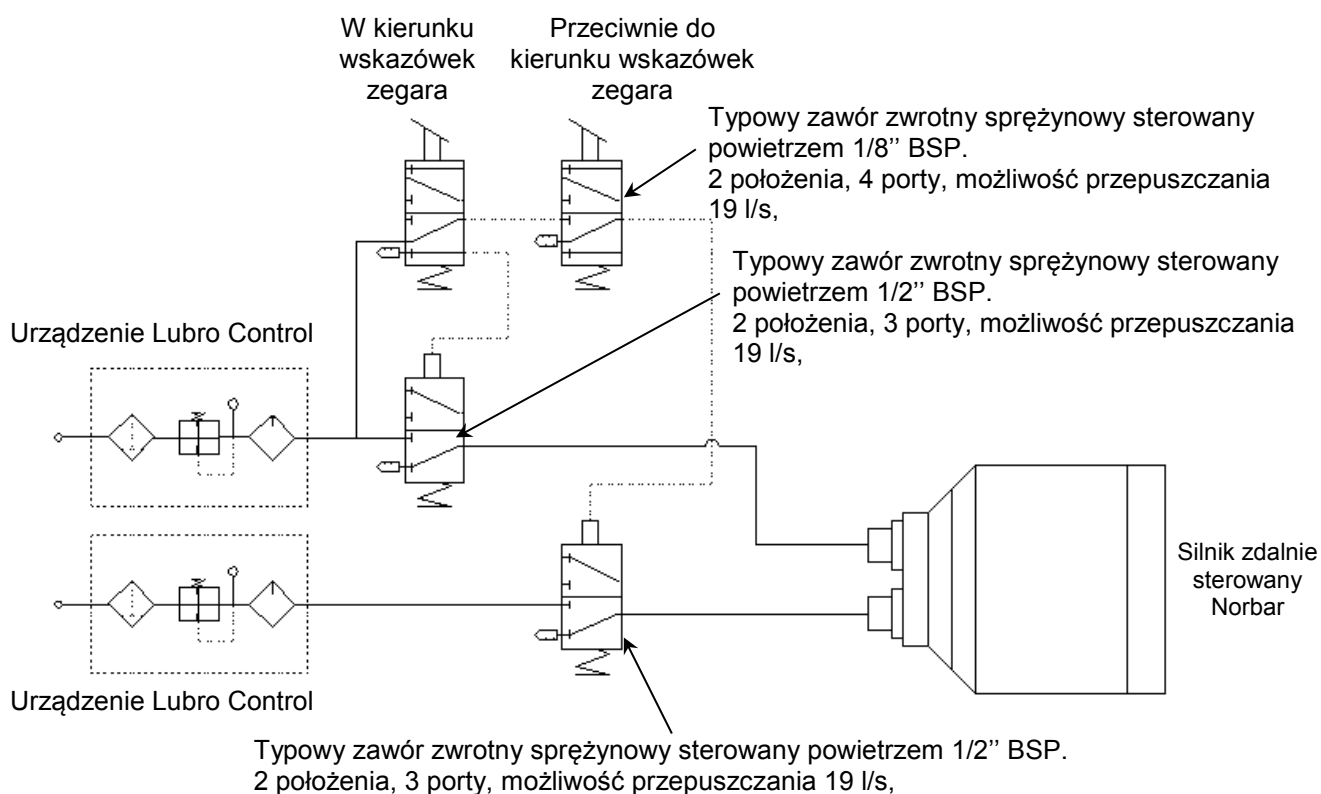 W kierunku
wskazówek
zegara
Przeciwnie do
kierunku wskazówek
zegara
Typowy zawór zwrotny sprężynowy sterowany
powietrzem 1/8’’ BSP.
2 położenia, 4 porty, możliwość przepuszczania
19 l/s,
Typowy zawór zwrotny sprężynowy sterowany
powietrzem 1/2’’ BSP.
2 położenia, 3 porty, możliwość przepuszczania
19 l/s,
Urządzenie Lubro Control
Silnik zdalnie
sterowany
Norbar
Urządzenie Lubro Control
Typowy zawór zwrotny sprężynowy sterowany powietrzem 1/2’’ BSP.
2 położenia, 3 porty, możliwość przepuszczania 19 l/s,